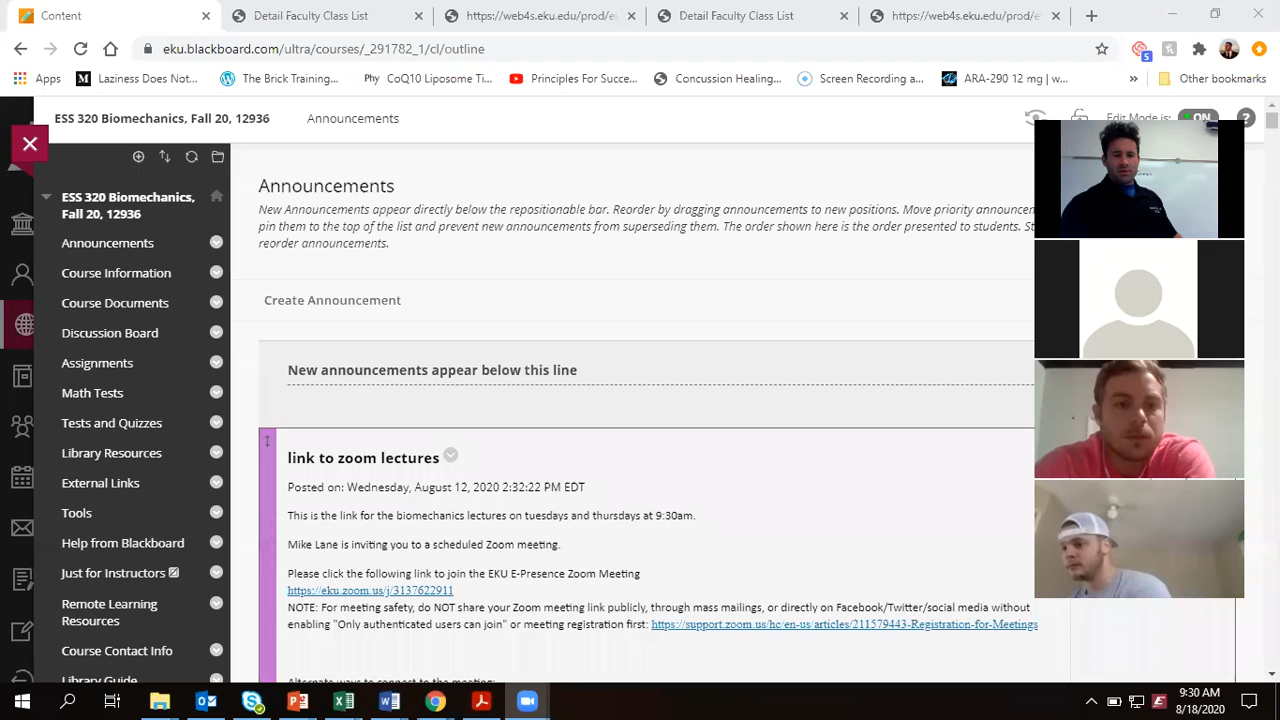 Content
Detail Faculty Class List
https://web4s.eku.edu/prod/e
Detail Faculty Class List
https://web4s.eku.edu/prod/e
eku.blackboard.com/ultra/courses/_291782_1/cl/outline
5
Apps
Laziness Does Not...
The Brick Training...
Phy CoQ10 Liposome Ti...
Principles For Succe...
Concussion Healing...
Screen Recording a...
ARA-290 12 mg | w...
»
Other bookmarks
ESS 320 Biomechanics, Fall 20, 12936
Announcements
Edit Mode is:
ON
?
ESS 320 Biomechanics,
Fall 20, 12936
Announcements
Course Information
Course Documents
Discussion Board
Assignments
Math Tests
Tests and Quizzes
Library Resources
External Links
Tools
Help from Blackboard
Just for Instructors
Remote Learning
Resources
Course Contact Info
Library Guide
Announcements
New Announcements appear directly below the repositionable bar. Reorder by dragging announcements to new positions. Move priority announcem
pin them to the top of the list and prevent new announcements from superseding them. The order shown here is the order presented to students. St
reorder announcements.
Create Announcement
New announcements appear below this line
link to zoom lectures
Posted on: Wednesday, August 12, 2020 2:32:22 PM EDT
This is the link for the biomechanics lectures on tuesdays and thursdays at 9:30am.
Mike Lane is inviting you to a scheduled Zoom meeting.
Please click the following link to join the EKU E-Presence Zoom Meeting
https://eku.zoom.us/j/3137622911
NOTE: For meeting safety, do NOT share your Zoom meeting link publicly, through mass mailings, or directly on Facebook/Twitter/social media without
enabling "Only authenticated users can join" or meeting registration first: https://support.zoom.us/hc/en-us/articles/211579443-Registration-for-Meetings
Alternate ways to connect to the meeting:
9:30 AM
8/18/2020